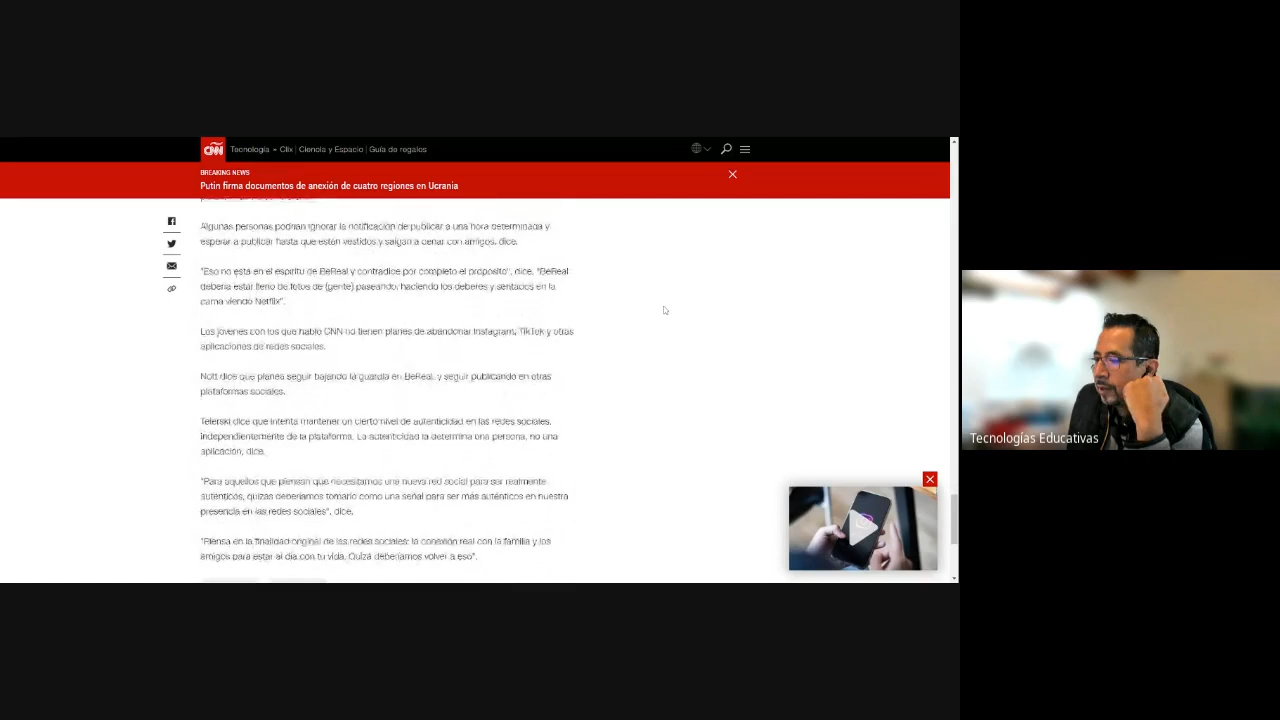 CNN Tecnología + Clix | Ciencia y Espacio | Guía de regalos
BREAKING NEWS
Putin firma documentos de anexión de cuatro regiones en Ucrania
Algunas personas podrían ignorar la notificación de publicar a una hora determinada y
esperar a publicar hasta que están vestidos y salgan a cenar con amigos, dice.
"Eso no está en el espíritu de BeReal y contradice por completo el propósito", dice. "BeReal
debería estar lleno de fotos de (gente) paseando, haciendo los deberes y sentados en la
cama viendo Netflix".
Los jóvenes con los que habló CNN no tienen planes de abandonar Instagram, TikTok y otras
aplicaciones de redes sociales.
Nott dice que planea seguir bajando la guardia en BeReal, y seguir publicando en otras
plataformas sociales.
Telerski dice que intenta mantener un cierto nivel de autenticidad en las redes sociales,
independientemente de la plataforma. La autenticidad la determina una persona, no una
aplicación, dice.
"Para aquellos que piensan que necesitamos una nueva red social para ser realmente
auténticos, quizás deberíamos tomarlo como una señal para ser más auténticos en nuestra
presencia en las redes sociales", dice.
"Piensa en la finalidad original de las redes sociales: la conexión real con la familia y los
amigos para estar al día con tu vida. Quizá deberíamos volver a eso".
Tecnologías Educativas